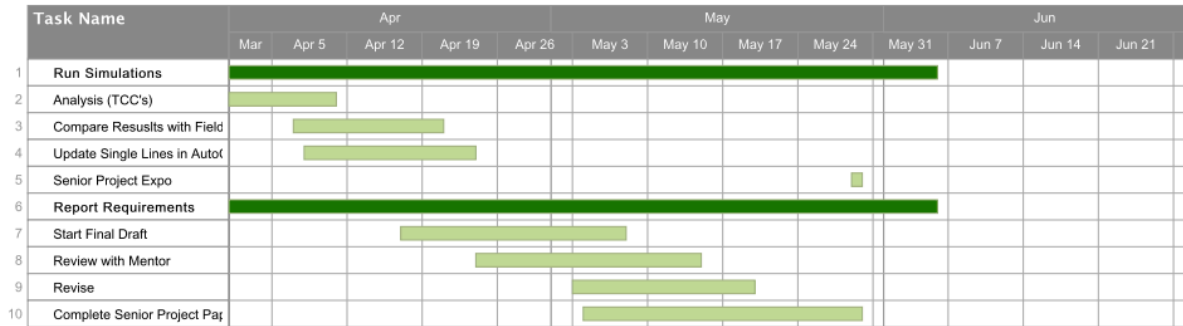 Task Name
Apr May Jun
Mar Apr 5 Apr 12 Apr 19 Apr 26 May 3 May 10 May 17 May 24 May 31 Jun 7 Jun 14 Jun 21
1 Run Simulations
2 Analysis (TCC's)
3 Compare Resuslts with Field
4 Update Single Lines in Auto
5 Senior Project Expo
6 Report Requirements
7 Start Final Draft
8 Review with Mentor
9 Revise
10 Complete Senior Project Pap